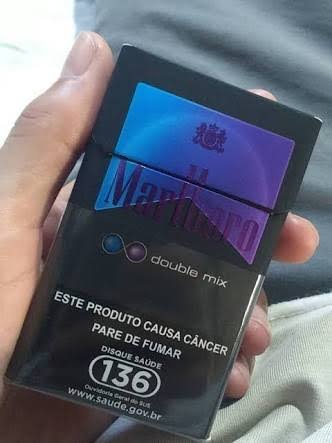 Marlboro
double mix
ESTE PRODUTO CAUSA CÂNCER
PARE DE FUMAR
DISQUE SAÚDE
136
Ouvidoria Geral do SUS
www.saude.gov.br